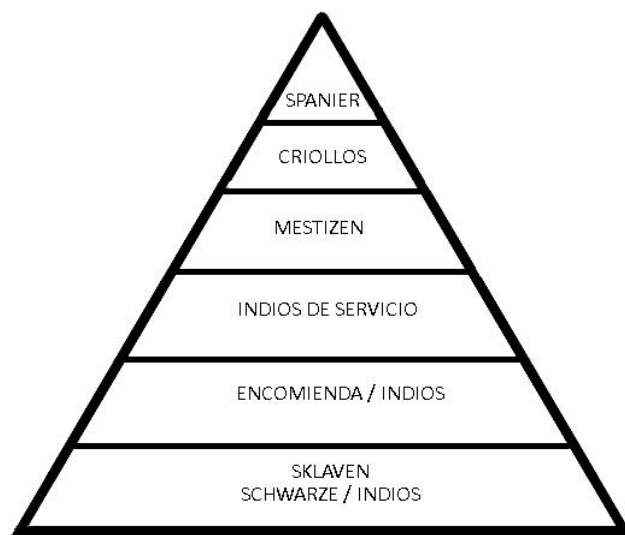 SPANIER
CRIOLLOS
MESTIZEN
INDIOS DE SERVICIO
ENCOMIENDA / INDIOS
SKLAVEN
SCHWARZE / INDIOS